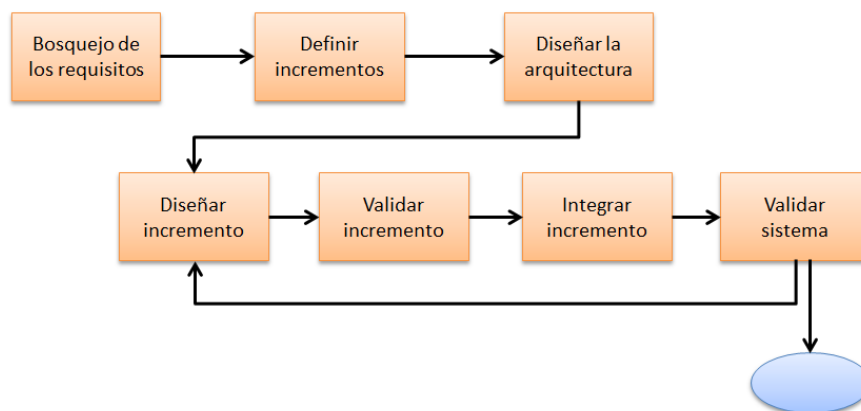 Bosquejo de
los requisitos
Definir
incrementos
Diseñar la
arquitectura
Diseñar
incremento
Validar
incremento
Integrar
incremento
Validar
sistema